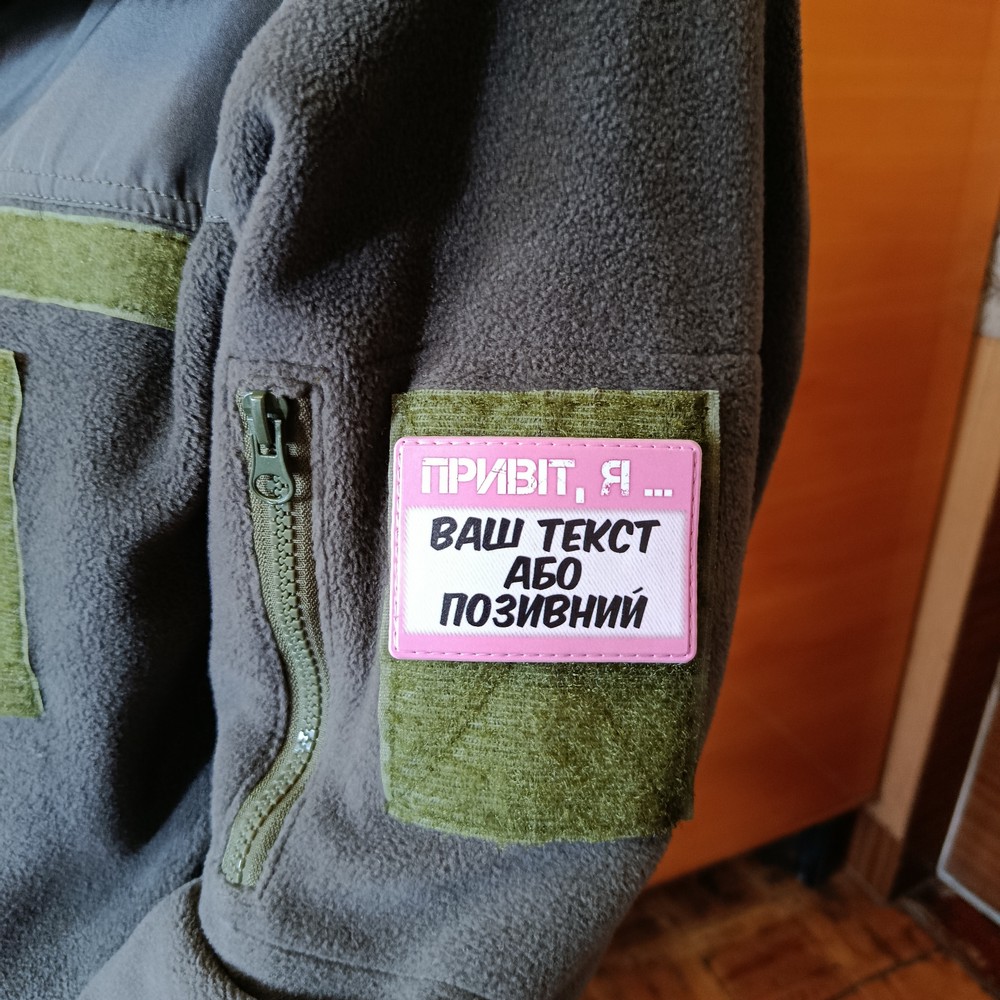 ПРИВІТ, Я ...
ВАШ ТЕКСТ
АБО
ПОЗИВНИЙ